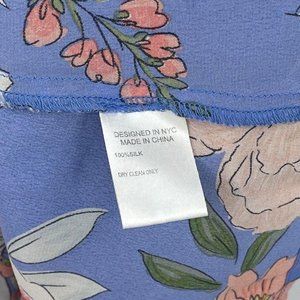 DESIGNED IN NYC
MADE IN CHINA
100%SILK
DRY CLEAN ONLY